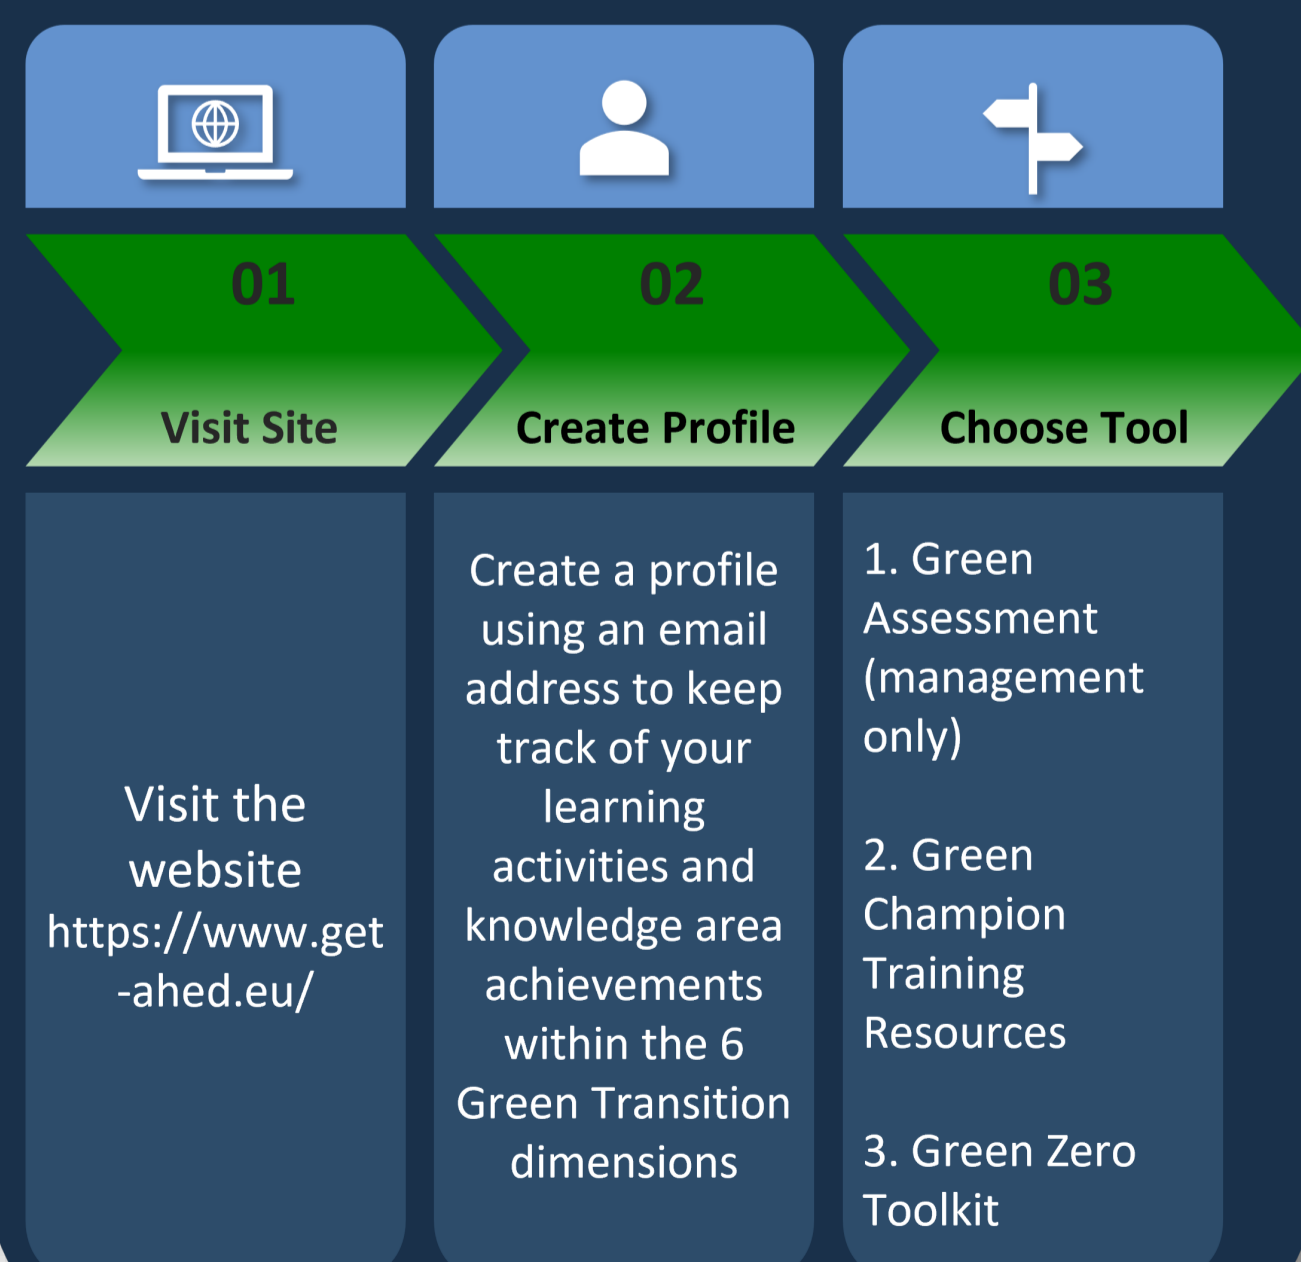 01
Visit Site
Visit the
website
https://www.get
-ahed.eu/
02
Create Profile
Create a profile
using an email
address to keep
track of your
learning
activities and
knowledge area
achievements
within the 6
Green Transition
dimensions
03
Choose Tool
1. Green
Assessment
(management
only)
2. Green
Champion
Training
Resources
3. Green Zero
Toolkit